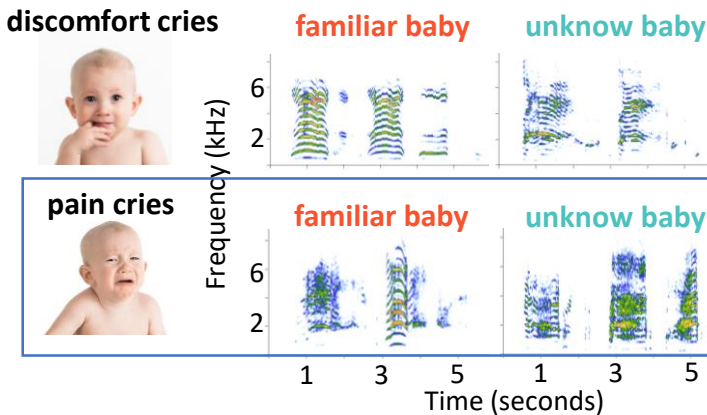 discomfort cries
familiar baby
unknow baby
Frequency (kHz)
6
2
pain cries
familiar baby
unknow baby
6
2
1
3
5
1
3
5
Time (seconds)